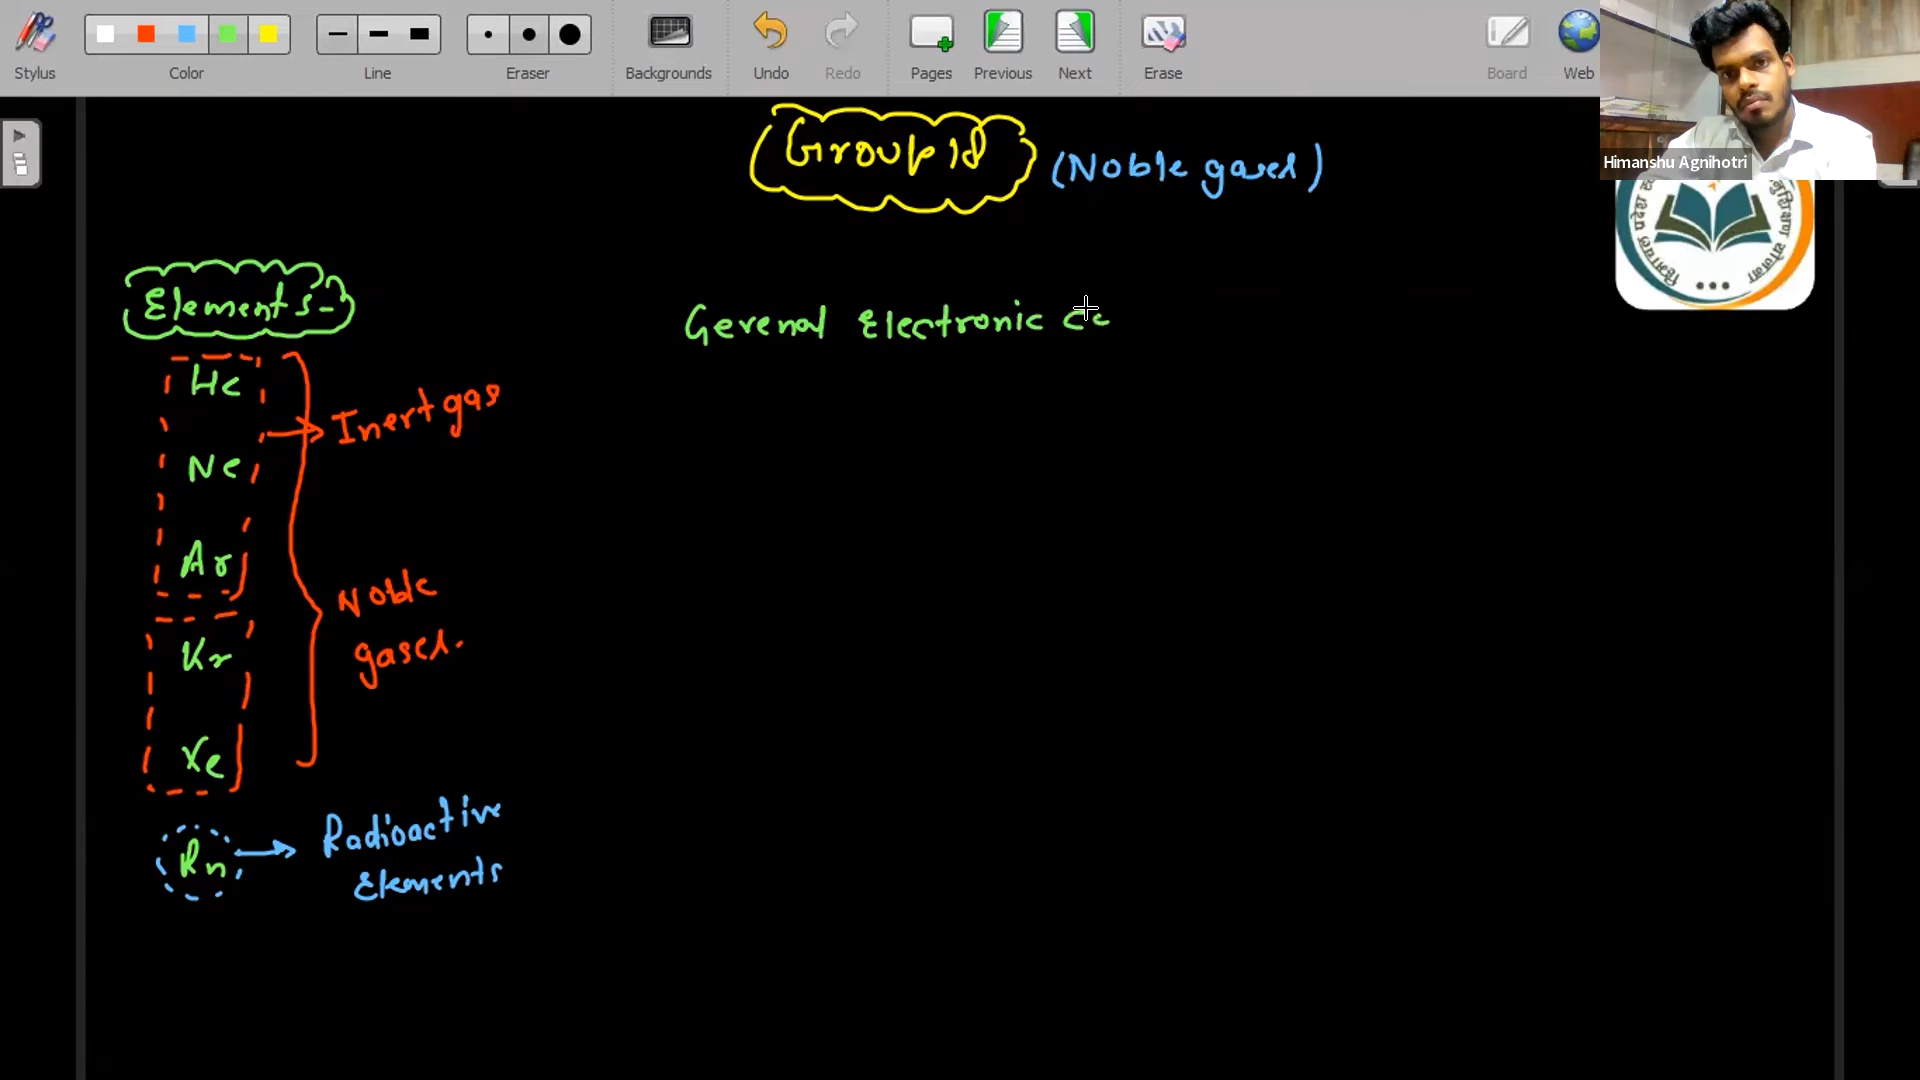 Stylus
Color
Line
Eraser
Backgrounds
Undo
Redo
Pages
Previous
Next
Erase
Board
Web
Himanshu Agnihotri
Group 18
(Noble gases)
Elements-
General Electronic
He
Inert gas
Ne
Ar
Noble
gases.
Kr
Xe
Radioactive
Rn
Elements